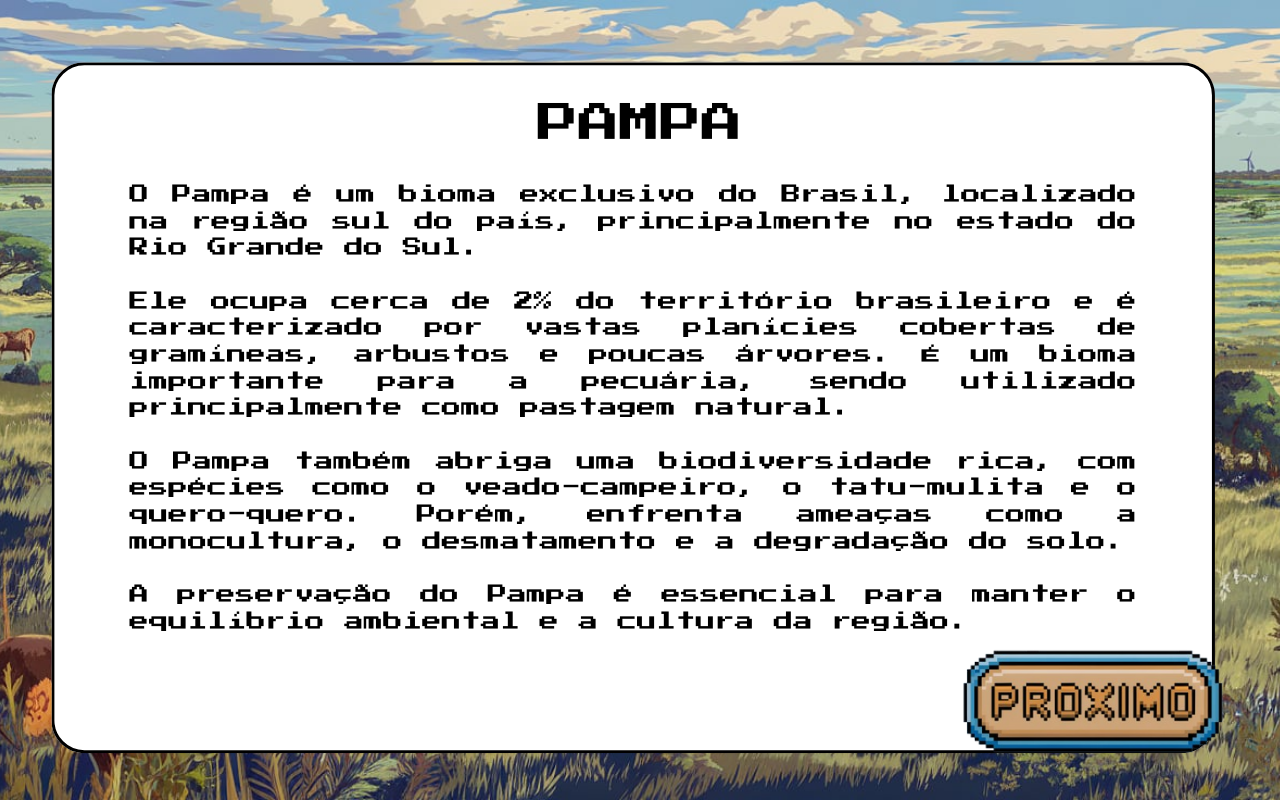 PAMPA
O Pampa é um bioma exclusivo do Brasil, localizado
na região sul do país, principalmente no estado do
Rio Grande do Sul.
Ele ocupa cerca de 2% do território brasileiro e é
caracterizado por vastas planícies cobertas de
gramíneas, arbustos e poucas árvores. É um bioma
importante para a pecuária, sendo utilizado
principalmente como pastagem natural.
O Pampa também abriga uma biodiversidade rica, com
espécies como o veado-campeiro, o tatu-mulita e o
quero-quero. Porém, enfrenta ameaças como a
monocultura, o desmatamento e a degradação do solo.
A preservação do Pampa é essencial para manter o
equilíbrio ambiental e a cultura da região.
PROXIMO